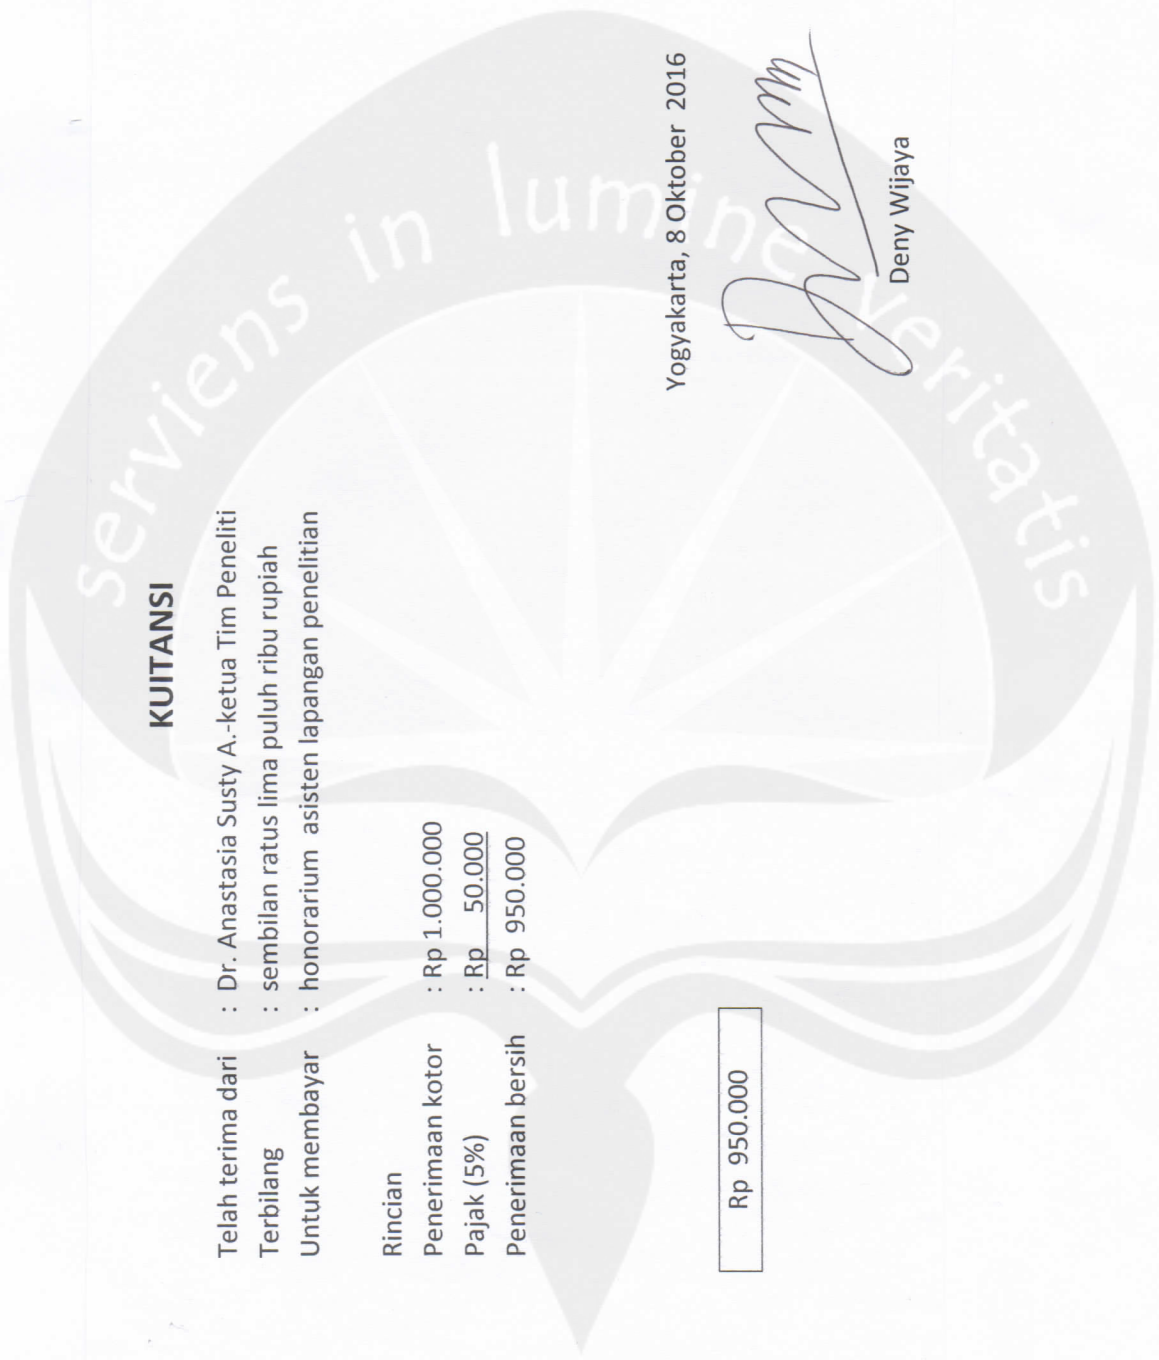 KUITANSI
Telah terima dari : Dr. Anastasia Susty A.-ketua Tim Peneliti
Terbilang : sembilan ratus lima puluh ribu rupiah
Untuk membayar : honorarium asisten lapangan penelitian
Rincian
Penerimaan kotor : Rp 1.000.000
Pajak (5%) : Rp 50.000
Penerimaan bersih : Rp 950.000
Rp 950.000
Yogyakarta, 8 Oktober 2016
Deny Wijaya
serviens in lumine veritatis